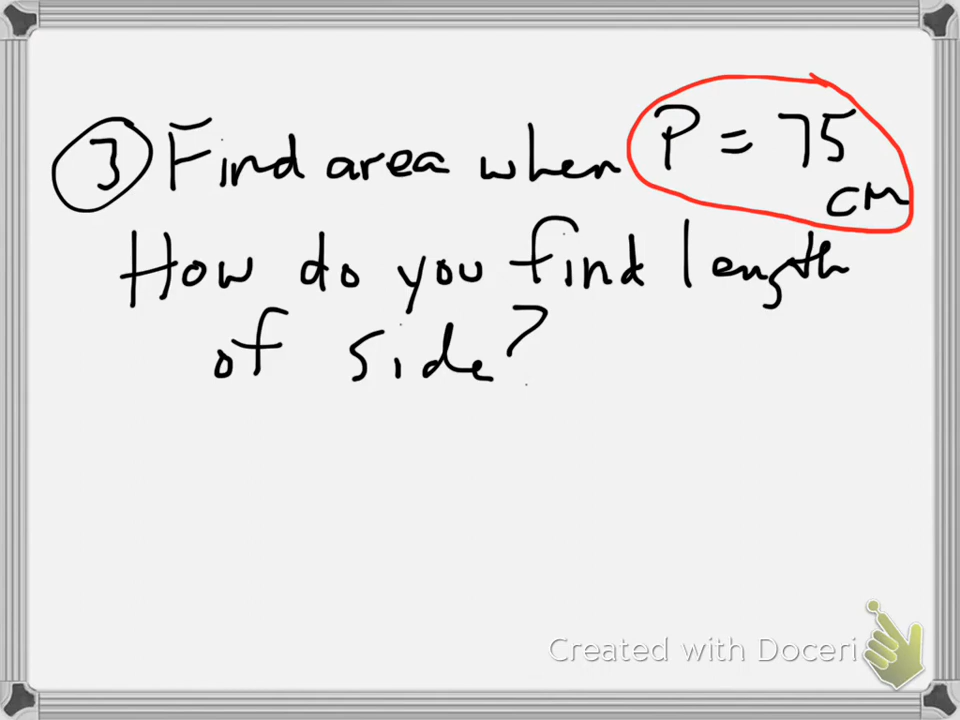 ③ Find area when P = 75
cm
How do you find length
of side?
Created with Doceri